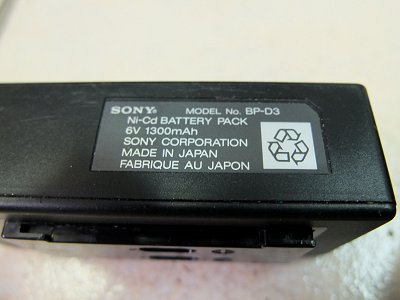 SONY® MODEL No. BP-D3
Ni-Cd BATTERY PACK
6V 1300mAh
SONY CORPORATION
MADE IN JAPAN
FABRIQUE AU JAPON